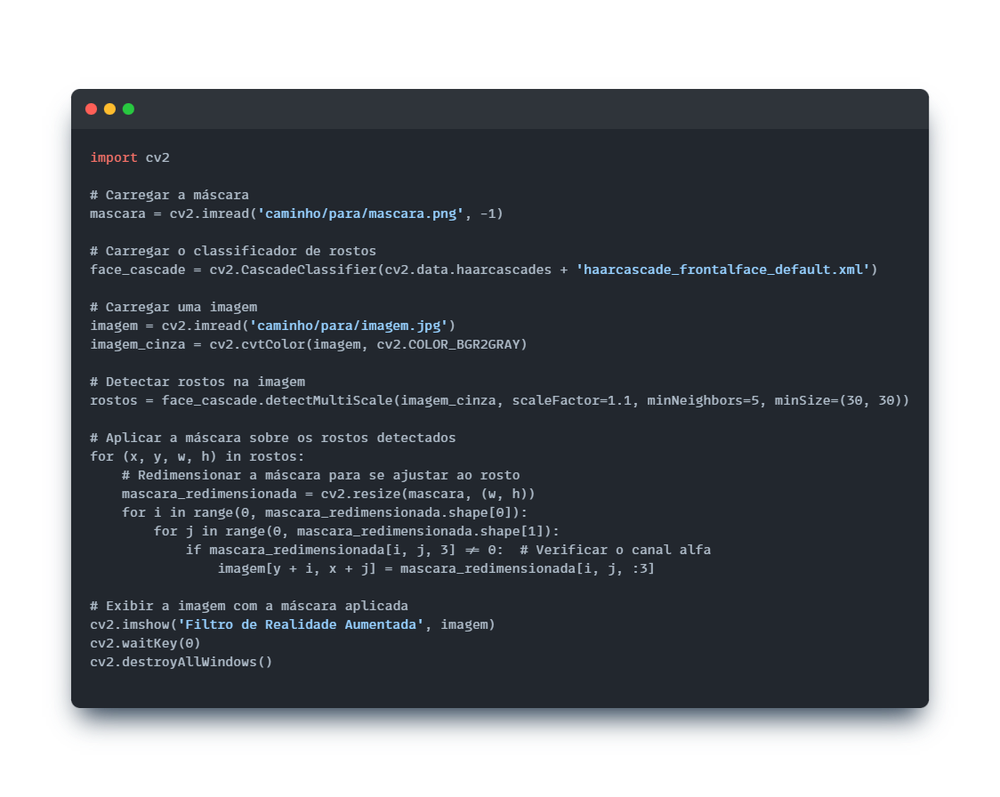 import cv2

# Carregar a máscara
mascara = cv2.imread('caminho/para/mascara.png', -1)

# Carregar o classificador de rostos
face_cascade = cv2.CascadeClassifier(cv2.data.haarcascades + 'haarcascade_frontalface_default.xml')

# Carregar uma imagem
imagem = cv2.imread('caminho/para/imagem.jpg')
imagem_cinza = cv2.cvtColor(imagem, cv2.COLOR_BGR2GRAY)

# Detectar rostos na imagem
rostos = face_cascade.detectMultiScale(imagem_cinza, scaleFactor=1.1, minNeighbors=5, minSize=(30, 30))

# Aplicar a máscara sobre os rostos detectados
for (x, y, w, h) in rostos:
    # Redimensionar a máscara para se ajustar ao rosto
    mascara_redimensionada = cv2.resize(mascara, (w, h))
    for i in range(0, mascara_redimensionada.shape[0]):
        for j in range(0, mascara_redimensionada.shape[1]):
            if mascara_redimensionada[i, j, 3] != 0:  # Verificar o canal alfa
                imagem[y + i, x + j] = mascara_redimensionada[i, j, :3]

# Exibir a imagem com a máscara aplicada
cv2.imshow('Filtro de Realidade Aumentada', imagem)
cv2.waitKey(0)
cv2.destroyAllWindows()